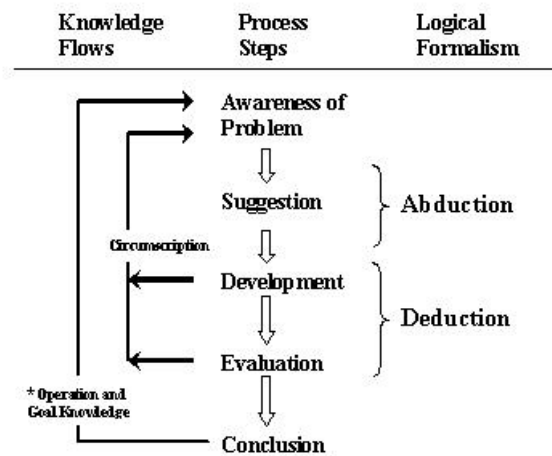 Knowledge Flows
Process Steps
Logical Formalism
Awareness of Problem
Suggestion
Abduction
Circumscription
Development
Deduction
Evaluation
* Operation and Goal Knowledge
Conclusion